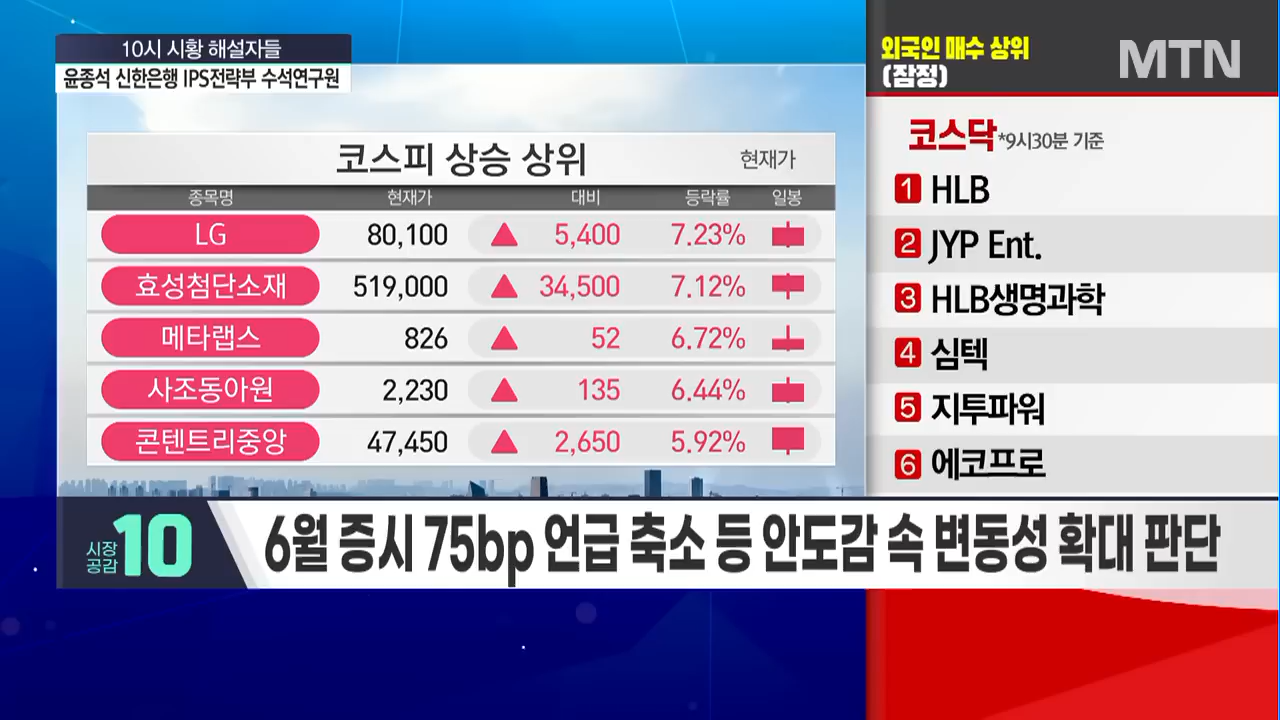 10시 시황 해설자들
윤종석 신한은행 IPS전략부 수석연구원
코스피 상승 상위 현재가
종목명 현재가 대비 등락률 일봉
LG 80,100 ▲ 5,400 7.23%
효성첨단소재 519,000 ▲ 34,500 7.12%
메타랩스 826 ▲ 52 6.72%
사조동아원 2,230 ▲ 135 6.44%
콘텐트리중앙 47,450 ▲ 2,650 5.92%
외국인 매수 상위
(잠정)
MTN
코스닥 *9시30분 기준
1 HLB
2 JYP Ent.
3 HLB생명과학
4 심텍
5 지투파워
6 에코프로
시장공감 10
6월 증시 75bp 언급 축소 등 안도감 속 변동성 확대 판단